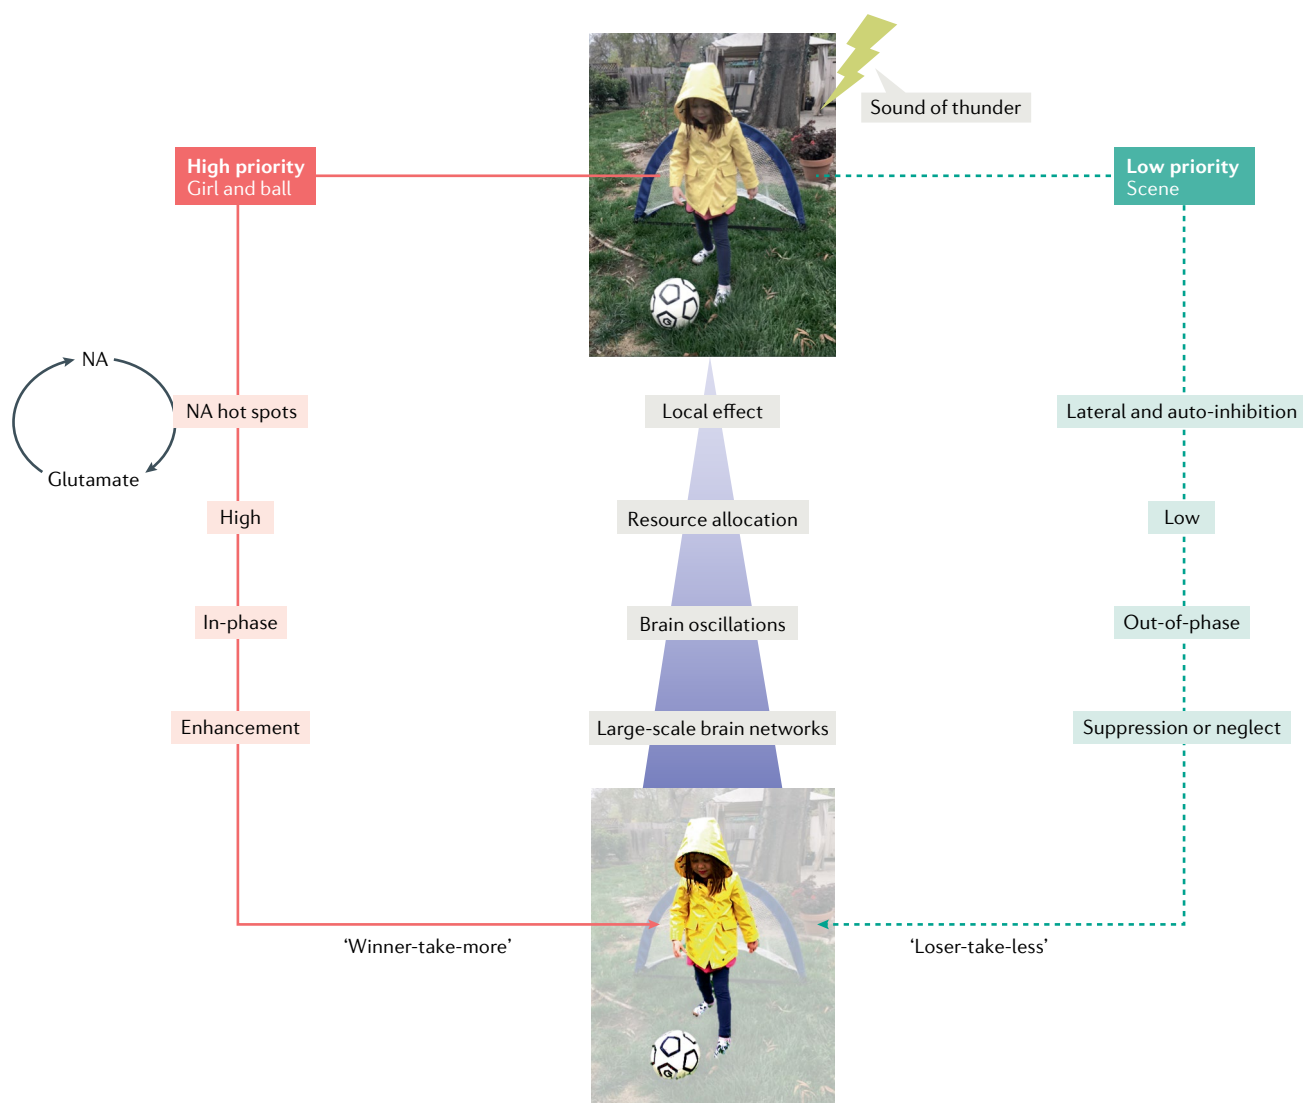 Sound of thunder
High priority
Girl and ball
Low priority
Scene
NA
Glutamate
NA hot spots
Local effect
Lateral and auto-inhibition
High
Resource allocation
Low
In-phase
Brain oscillations
Out-of-phase
Enhancement
Large-scale brain networks
Suppression or neglect
‘Winner-take-more’
‘Loser-take-less’